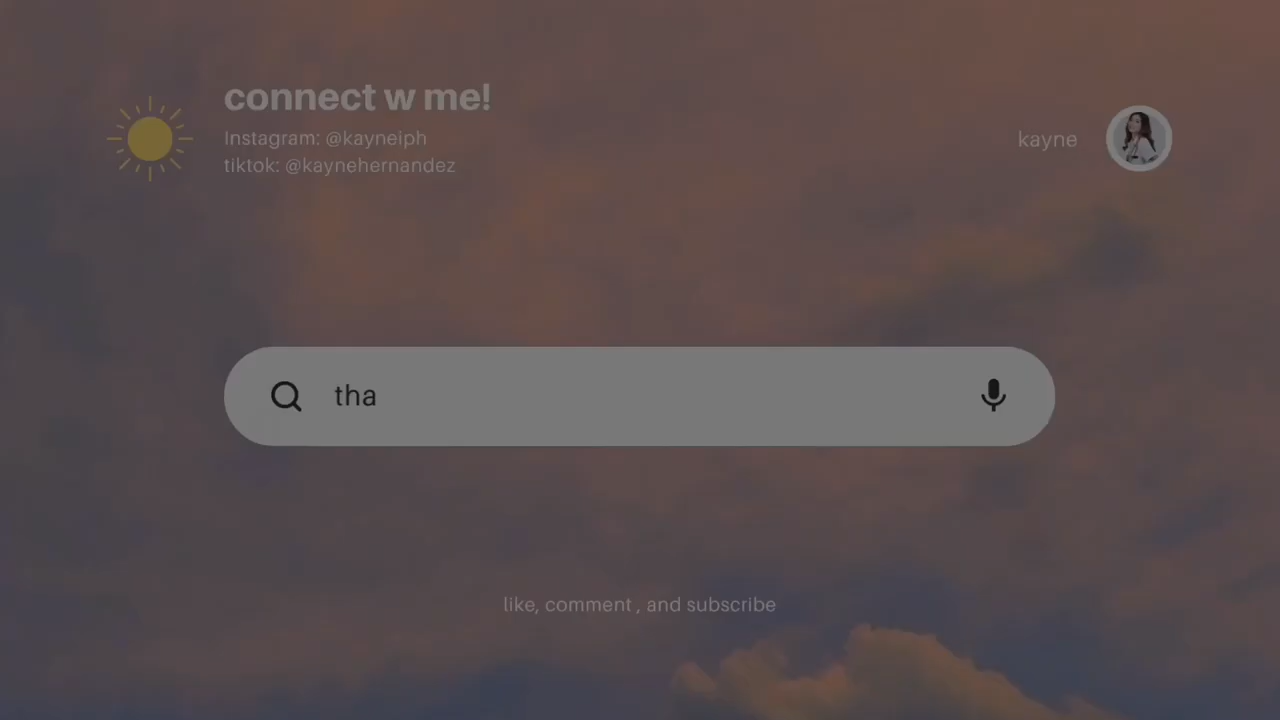 connect w me!
Instagram: @kayneiph
tiktok: @kaynehernandez
kayne
tha
like, comment , and subscribe